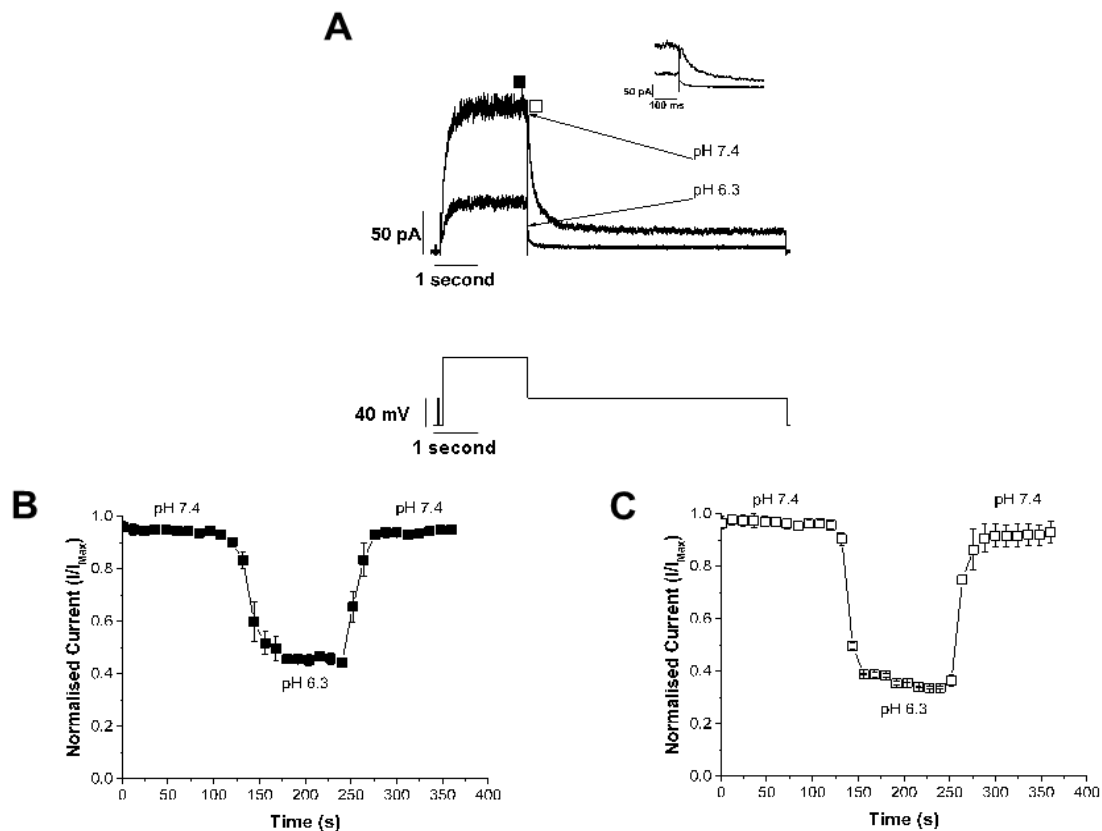 A
50 pA
100 ms
pH 7.4
pH 6.3
50 pA
1 second
40 mV
1 second
B
pH 7.4
pH 7.4
1.0
0.8
0.6
0.4
0.2
0.0
Normalised Current (I/I_Max)
pH 6.3
0 50 100 150 200 250 300 350 400
Time (s)
C
pH 7.4
pH 7.4
1.0
0.8
0.6
0.4
0.2
0.0
Normalised Current (I/I_Max)
pH 6.3
0 50 100 150 200 250 300 350 400
Time (s)